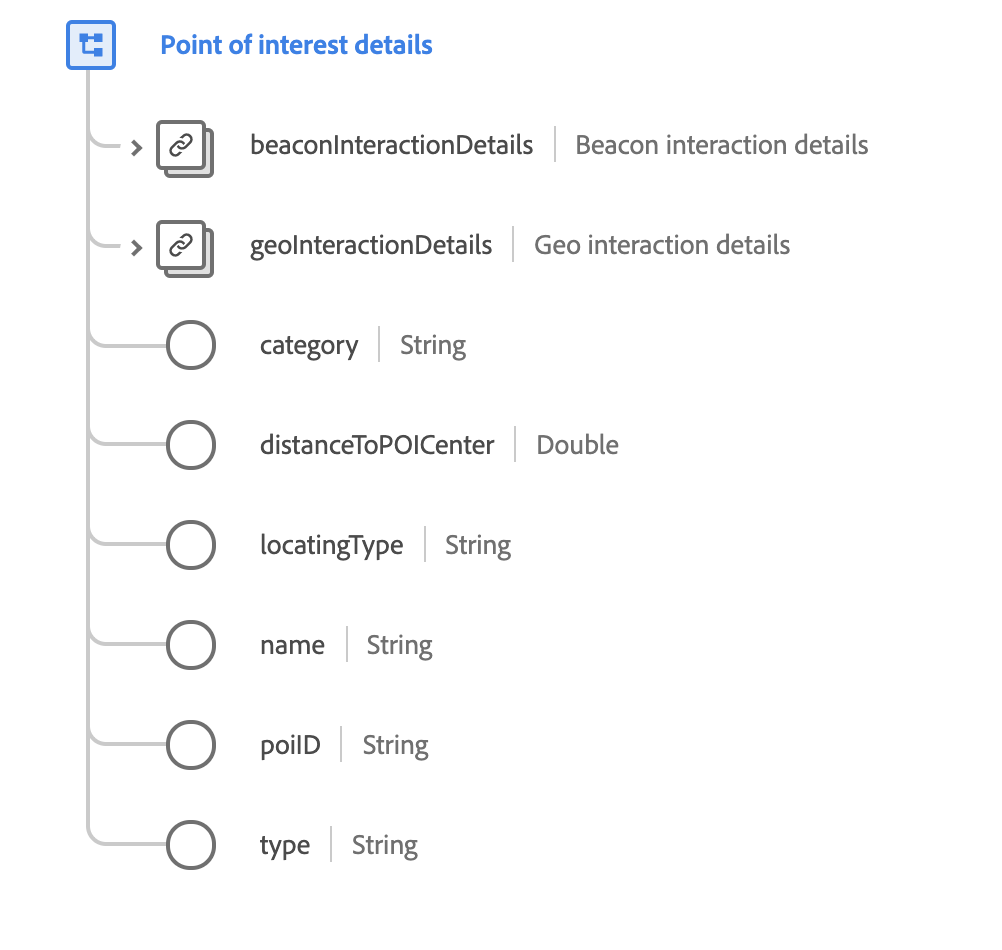 Point of interest details
beaconInteractionDetails Beacon interaction details
geoInteractionDetails Geo interaction details
category String
distanceToPOICenter Double
locatingType String
name String
poiID String
type String